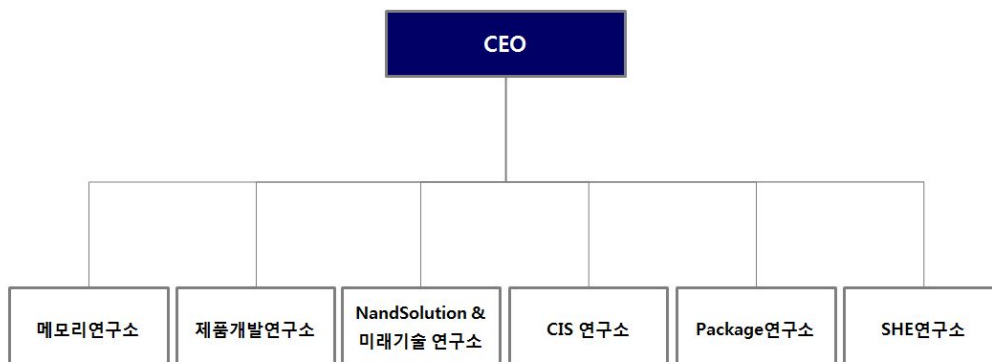 CEO
메모리연구소
제품개발연구소
NandSolution &
미래기술 연구소
CIS 연구소
Package연구소
SHE연구소